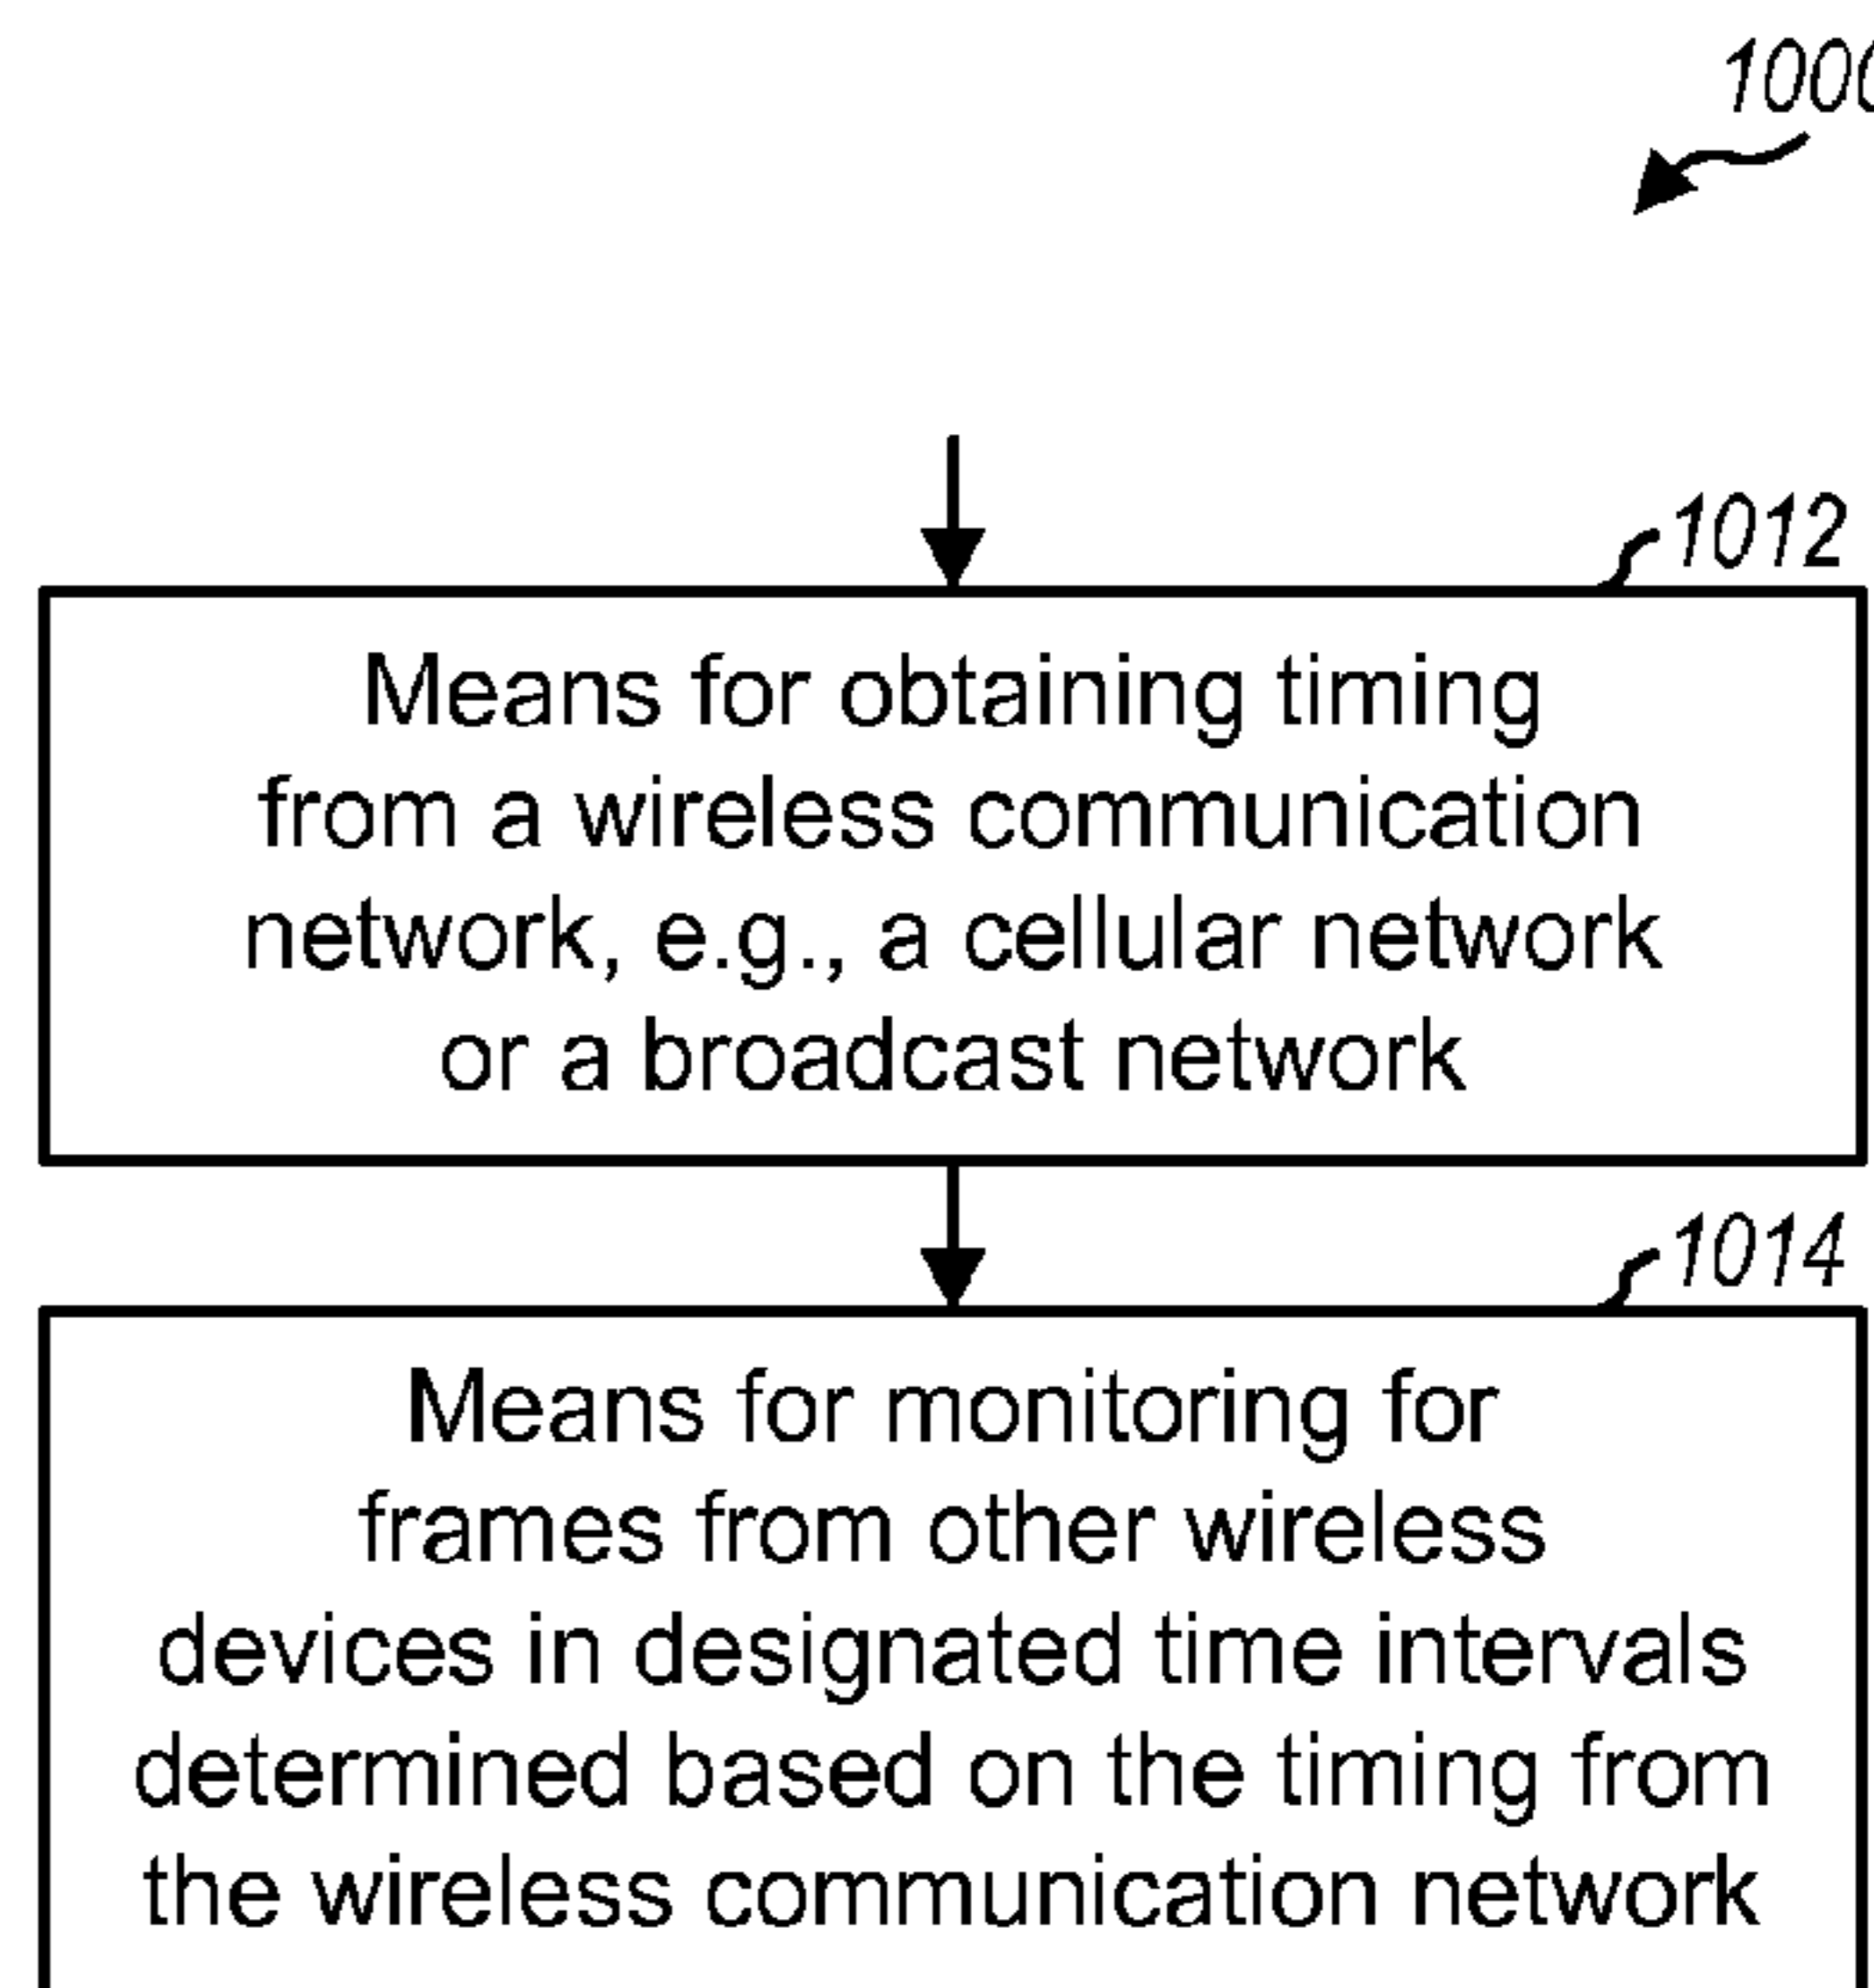 1000
1012
Means for obtaining timing
from a wireless communication
network, e.g., a cellular network
or a broadcast network
1014
Means for monitoring for
frames from other wireless
devices in designated time intervals
determined based on the timing from
the wireless communication network